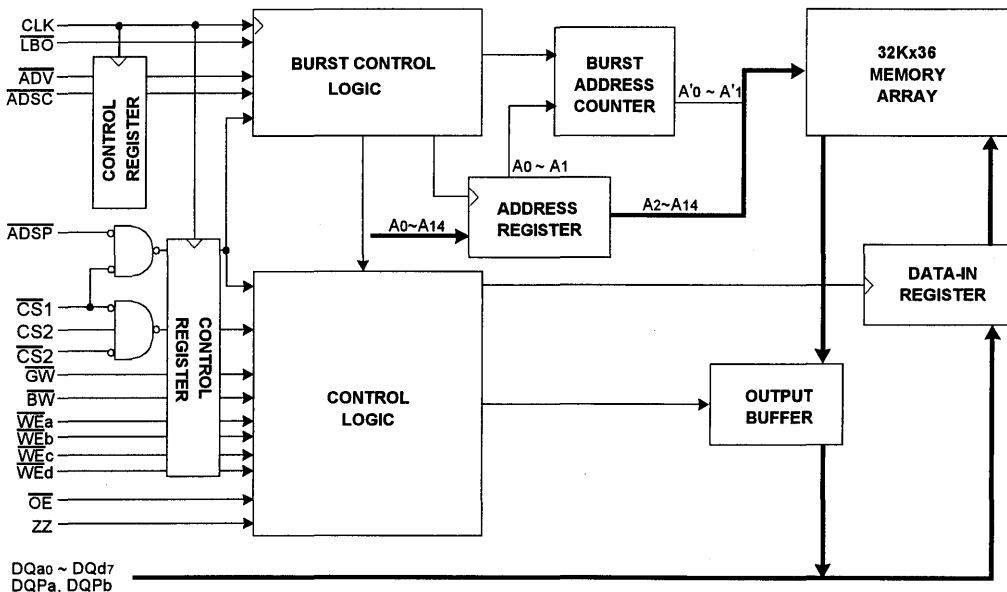 CLK
LBO
ADV
ADSC
CONTROL
REGISTER
BURST CONTROL
LOGIC
BURST
ADDRESS
COUNTER
A'0 ~ A'1
32Kx36
MEMORY
ARRAY
A0 ~ A1
A0~A14
ADDRESS
REGISTER
A2~A14
ADSP
CS1
CS2
CS2
GW
BW
WEa
WEb
WEc
WEd
OE
ZZ
CONTROL
REGISTER
CONTROL
LOGIC
DATA-IN
REGISTER
OUTPUT
BUFFER
DQa0 ~ DQd7
DQPa, DQPb